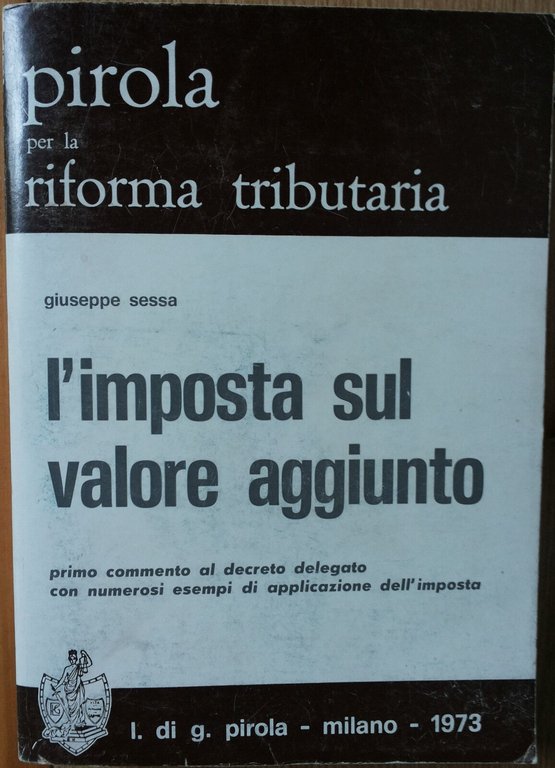 pirola
per la
riforma tributaria
giuseppe sessa
l'imposta sul
valore aggiunto
primo commento al decreto delegato
con numerosi esempi di applicazione dell'imposta
l. di g. pirola - milano - 1973